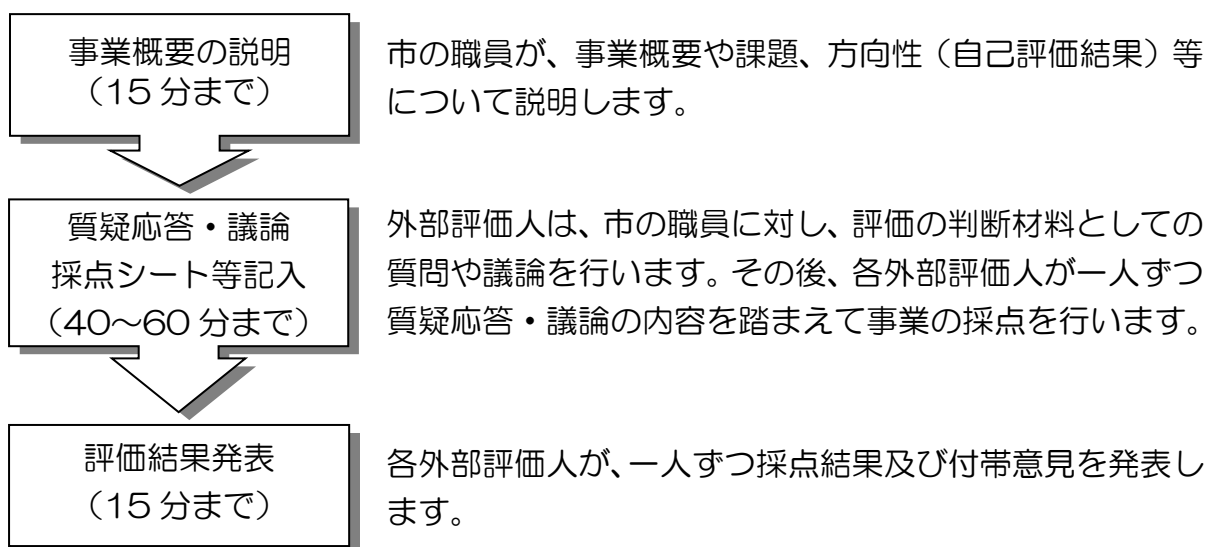 事業概要の説明
（15 分まで）
市の職員が、事業概要や課題、方向性（自己評価結果）等
について説明します。
質疑応答・議論
採点シート等記入
（40～60 分まで）
外部評価人は、市の職員に対し、評価の判断材料としての
質問や議論を行います。その後、各外部評価人が一人ずつ
質疑応答・議論の内容を踏まえて事業の採点を行います。
評価結果発表
（15 分まで）
各外部評価人が、一人ずつ採点結果及び付帯意見を発表し
ます。